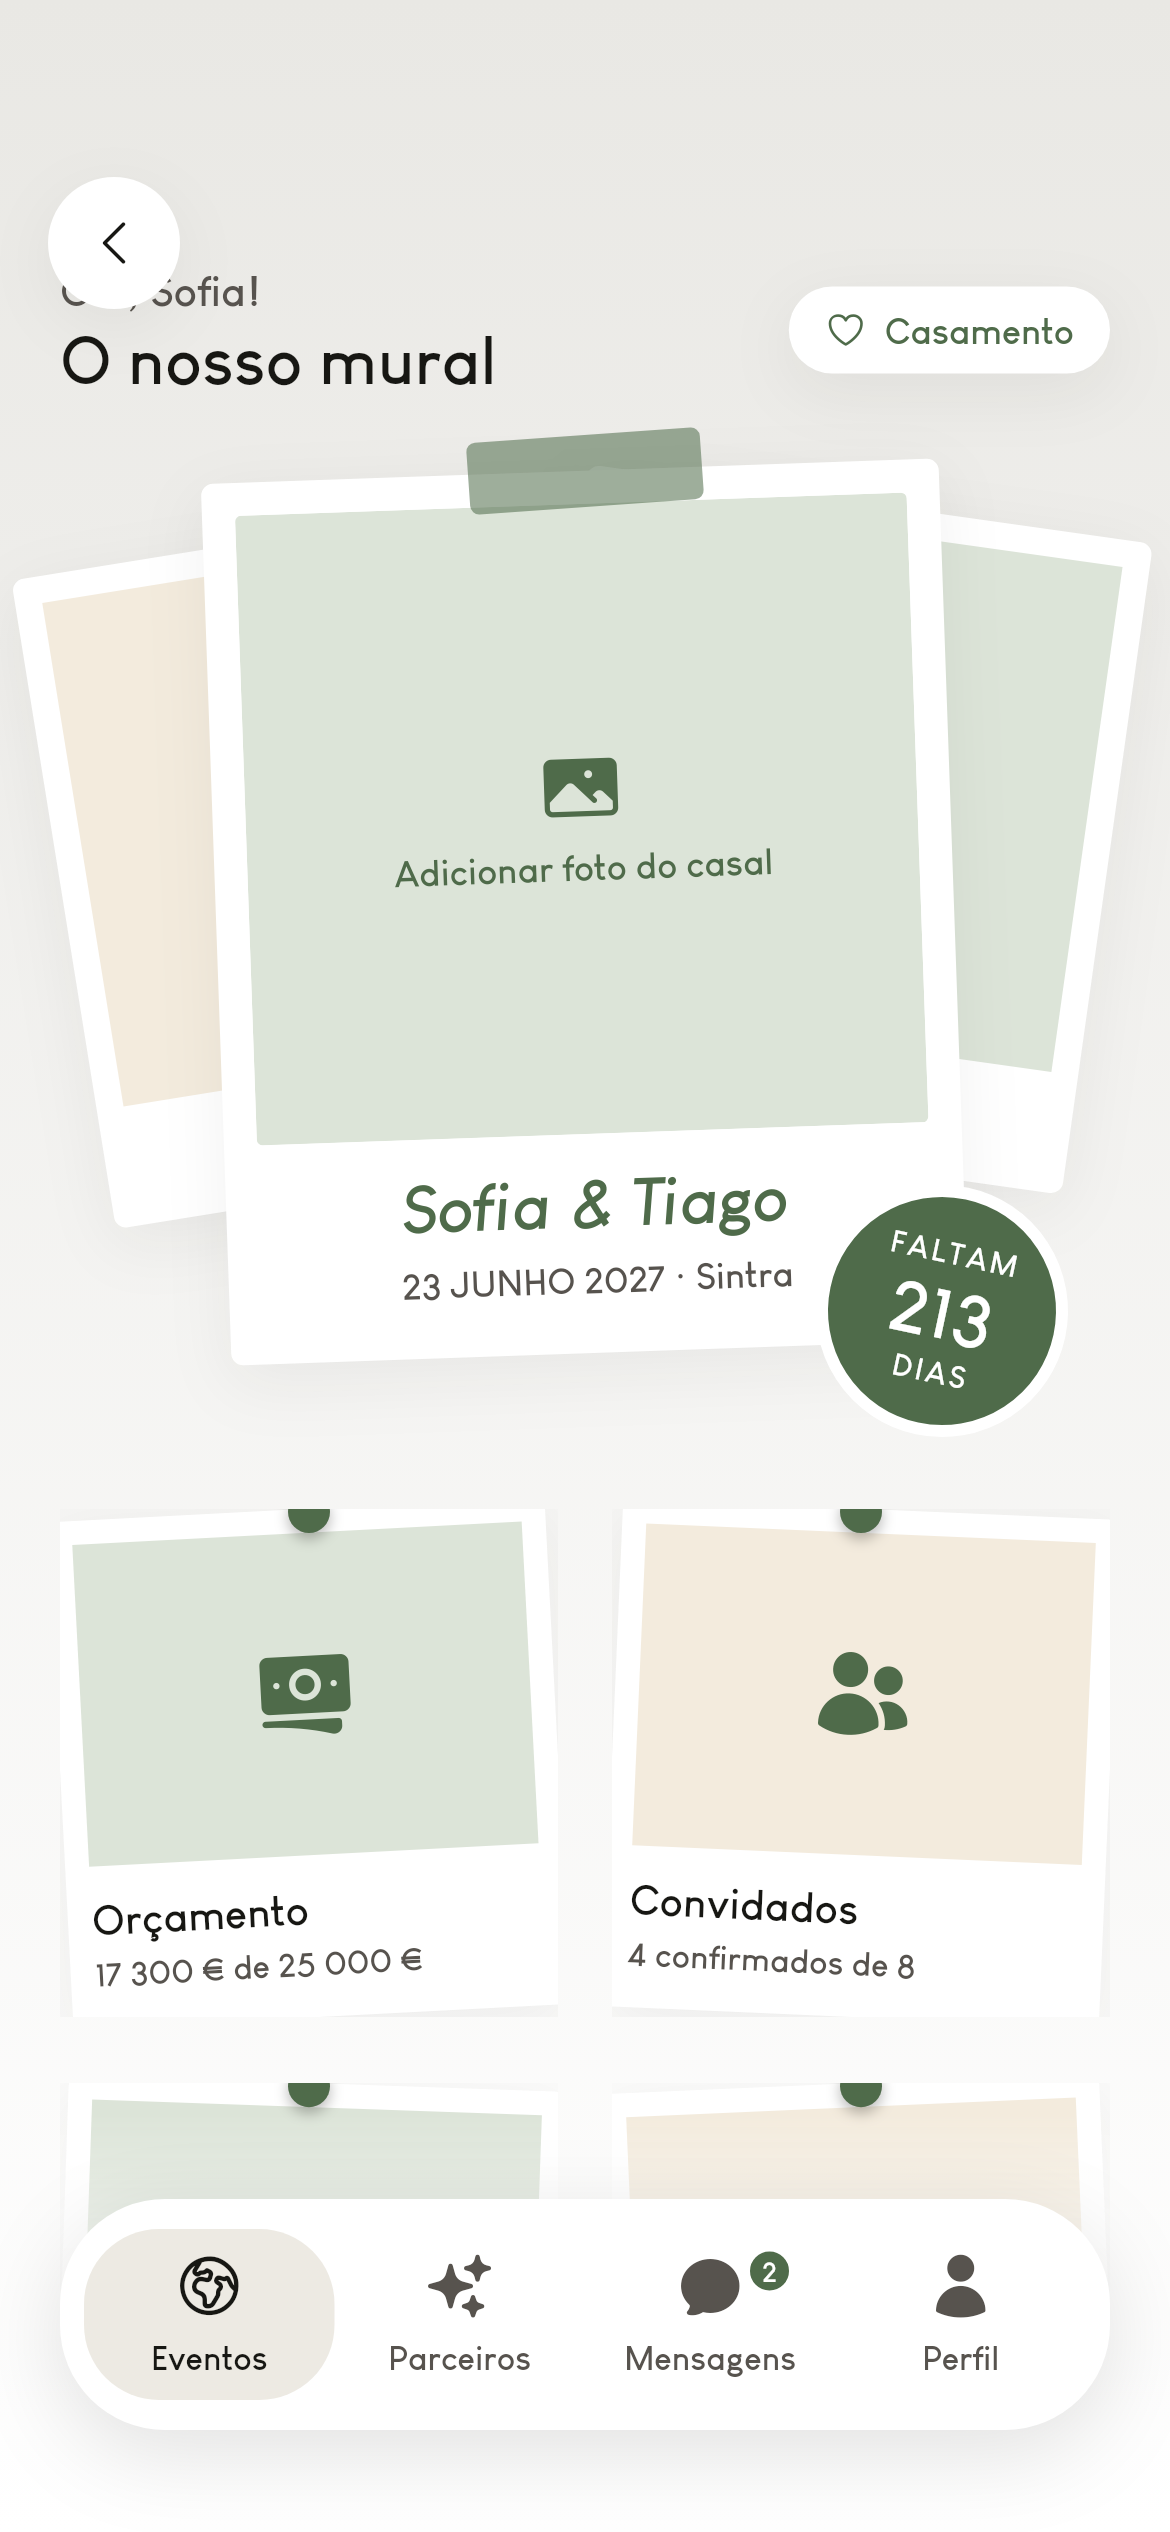 Sofia!
O nosso mural
Casamento
Adicionar foto do casal
Sofia & Tiago
23 JUNHO 2027 · Sintra
FALTAM
213
DIAS
Orçamento
17 300 € de 25 000 €
Convidados
4 confirmados de 8
Eventos
Parceiros
2
Mensagens
Perfil